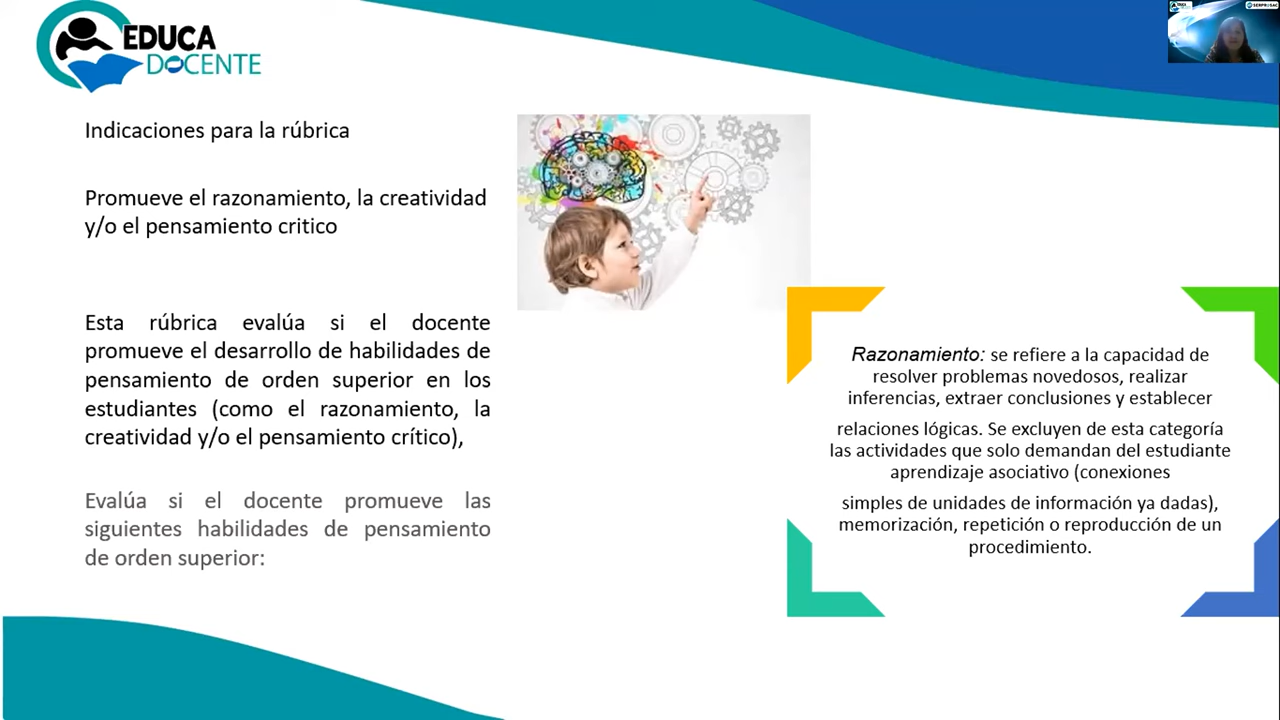 EDUCA
DOCENTE
Indicaciones para la rúbrica
Promueve el razonamiento, la creatividad
y/o el pensamiento critico
Esta rúbrica evalúa si el docente
promueve el desarrollo de habilidades de
pensamiento de orden superior en los
estudiantes (como el razonamiento, la
creatividad y/o el pensamiento crítico),
Evalúa si el docente promueve las
siguientes habilidades de pensamiento
de orden superior:
Razonamiento: se refiere a la capacidad de
resolver problemas novedosos, realizar
inferencias, extraer conclusiones y establecer
relaciones lógicas. Se excluyen de esta categoría
las actividades que solo demandan del estudiante
aprendizaje asociativo (conexiones
simples de unidades de información ya dadas),
memorización, repetición o reproducción de un
procedimiento.